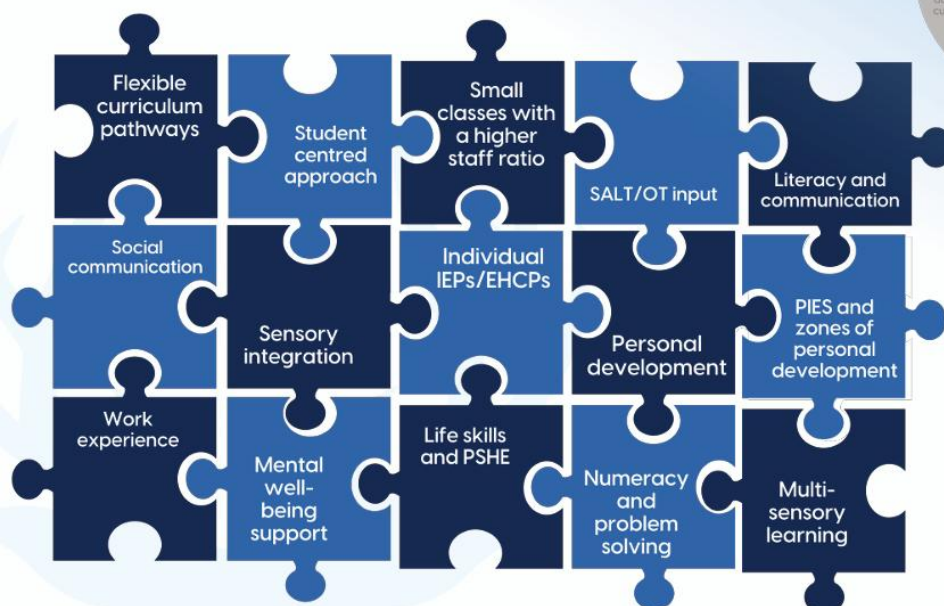 Flexible
curriculum
pathways
Student
centred
approach
Small
classes with
a higher
staff ratio
SALT/OT input
Literacy and
communication
Social
communication
Sensory
integration
Individual
IEPs/EHCPs
Personal
development
PIES and
zones of
personal
development
Work
experience
Mental
well-
being
support
Life skills
and PSHE
Numeracy
and
problem
solving
Multi-
sensory
learning